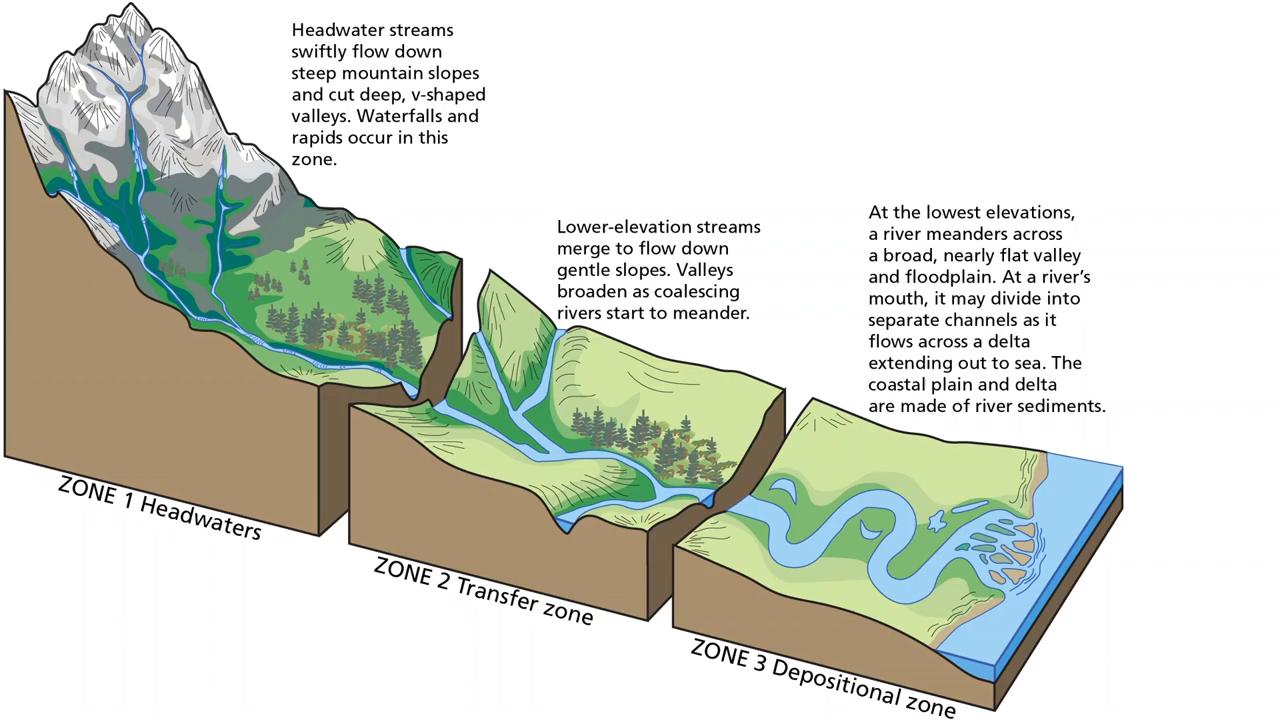 Headwater streams
swiftly flow down
steep mountain slopes
and cut deep, v-shaped
valleys. Waterfalls and
rapids occur in this
zone.
Lower-elevation streams
merge to flow down
gentle slopes. Valleys
broaden as coalescing
rivers start to meander.
At the lowest elevations,
a river meanders across
a broad, nearly flat valley
and floodplain. At a river’s
mouth, it may divide into
separate channels as it
flows across a delta
extending out to sea. The
coastal plain and delta
are made of river sediments.
ZONE 1 Headwaters
ZONE 2 Transfer zone
ZONE 3 Depositional zone